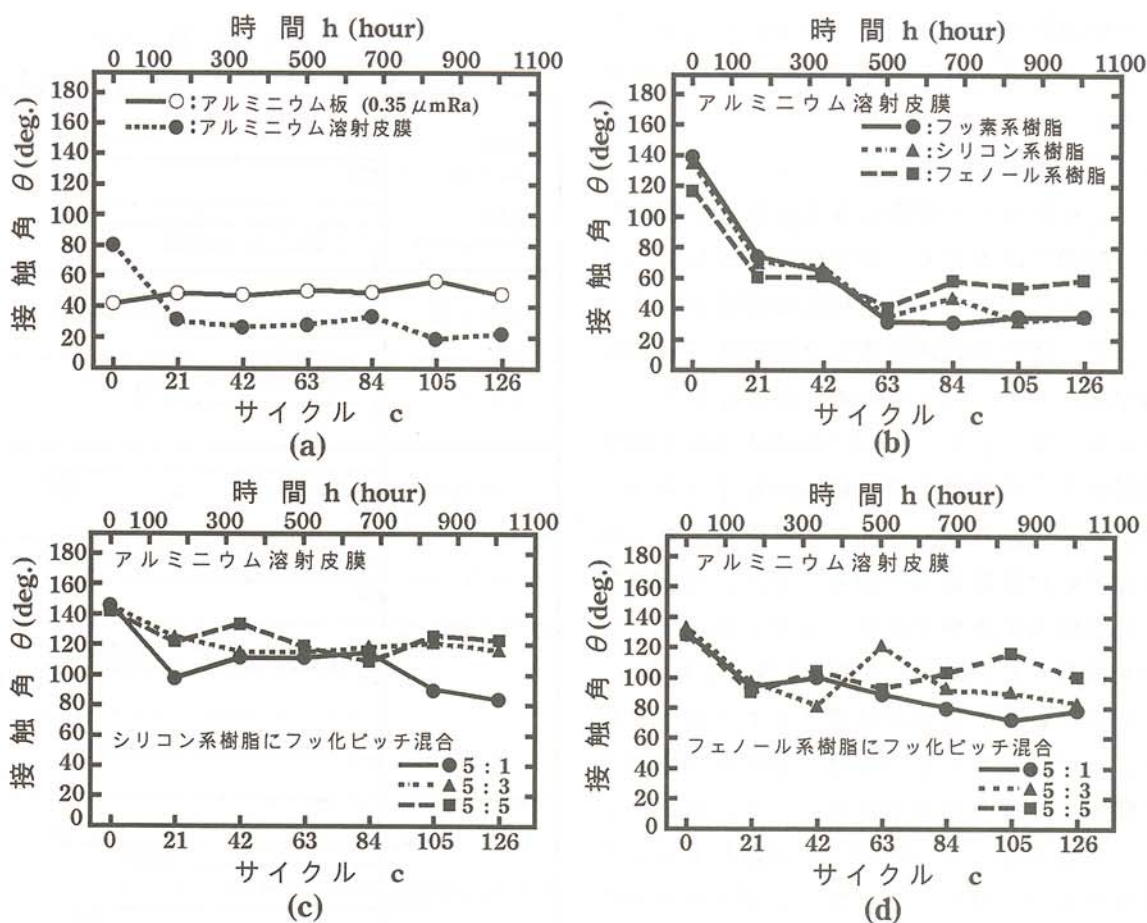 時 間 h (hour)
0 100 300 500 700 900 1100
180
160
140
120
100
80
60
40
20
0
接 触 角 θ (deg.)
アルミニウム板 (0.35 μmRa)
アルミニウム溶射皮膜
0 21 42 63 84 105 126
サイクル c
(a)
時 間 h (hour)
0 100 300 500 700 900 1100
180
160
140
120
100
80
60
40
20
0
接 触 角 θ (deg.)
アルミニウム溶射皮膜
:フッ素系樹脂
:シリコン系樹脂
:フェノール系樹脂
0 21 42 63 84 105 126
サイクル c
(b)
時 間 h (hour)
0 100 300 500 700 900 1100
180
160
140
120
100
80
60
40
20
0
接 触 角 θ (deg.)
アルミニウム溶射皮膜
シリコン系樹脂にフッ化ピッチ混合
5 : 1
5 : 3
5 : 5
0 21 42 63 84 105 126
サイクル c
(c)
時 間 h (hour)
0 100 300 500 700 900 1100
180
160
140
120
100
80
60
40
20
0
接 触 角 θ (deg.)
アルミニウム溶射皮膜
フェノール系樹脂にフッ化ピッチ混合
5 : 1
5 : 3
5 : 5
0 21 42 63 84 105 126
サイクル c
(d)